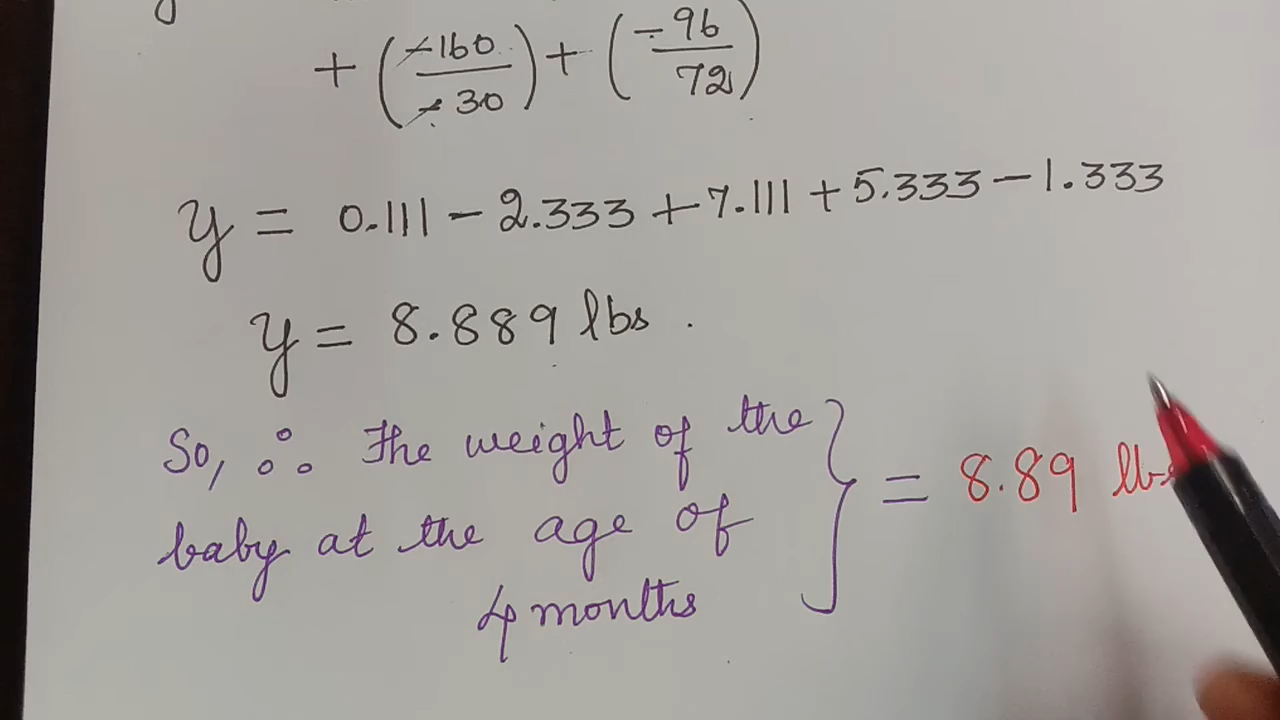 + (-160/-30) + (-96/72)
y = 0.111 - 2.333 + 7.111 + 5.333 - 1.333
y = 8.889 lbs.
So, ∴ The weight of the
baby at the age of
4 months
} = 8.89 lbs